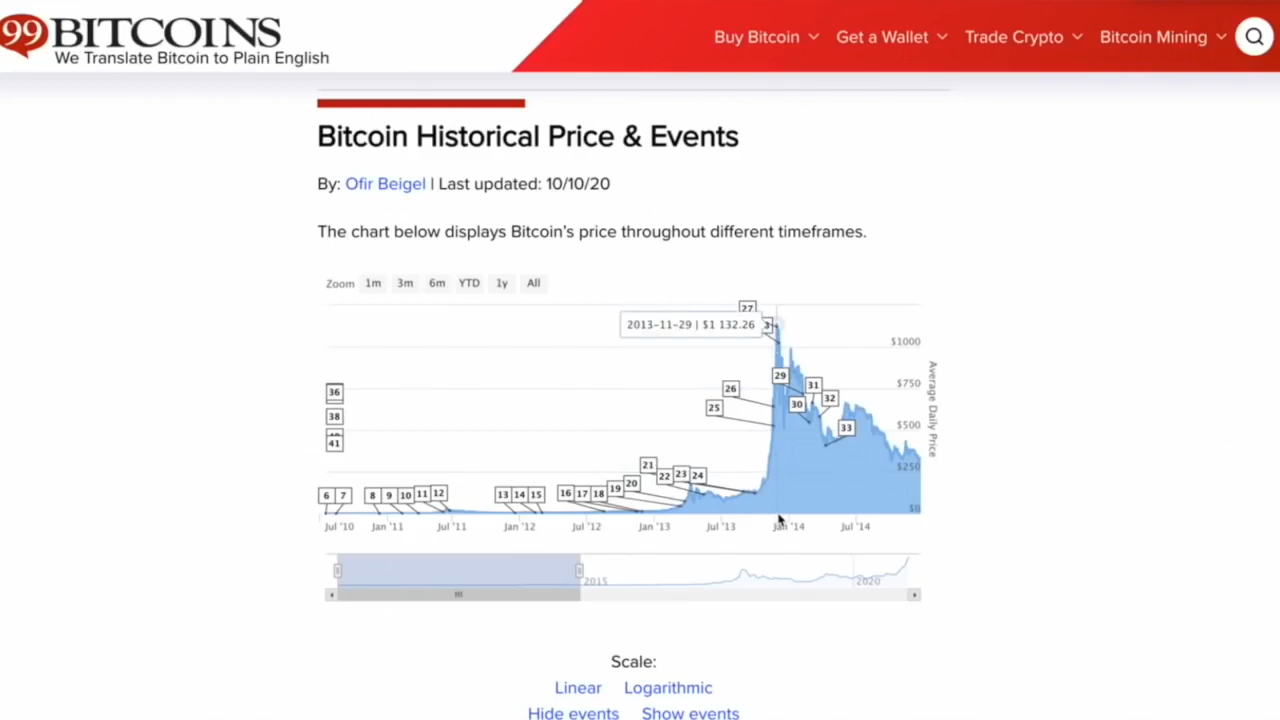 99 BITCOINS
We Translate Bitcoin to Plain English
Buy Bitcoin Get a Wallet Trade Crypto Bitcoin Mining
Bitcoin Historical Price & Events
By: Ofir Beigel | Last updated: 10/10/20
The chart below displays Bitcoin's price throughout different timeframes.
Zoom 1m 3m 6m YTD 1y All
27
2013-11-29 | $1 132.26
3
$1000
29
26
31
$750
36
32
30
25
38
33
$500
41
Average Daily Price
21
22 23 24
$250
20
19
6 7 8 9 10 11 12 13 14 15 16 17 18
$0
Jul '10 Jan '11 Jul '11 Jan '12 Jul '12 Jan '13 Jul '13 Jan '14 Jul '14
2015 2020
Scale:
Linear Logarithmic
Hide events Show events